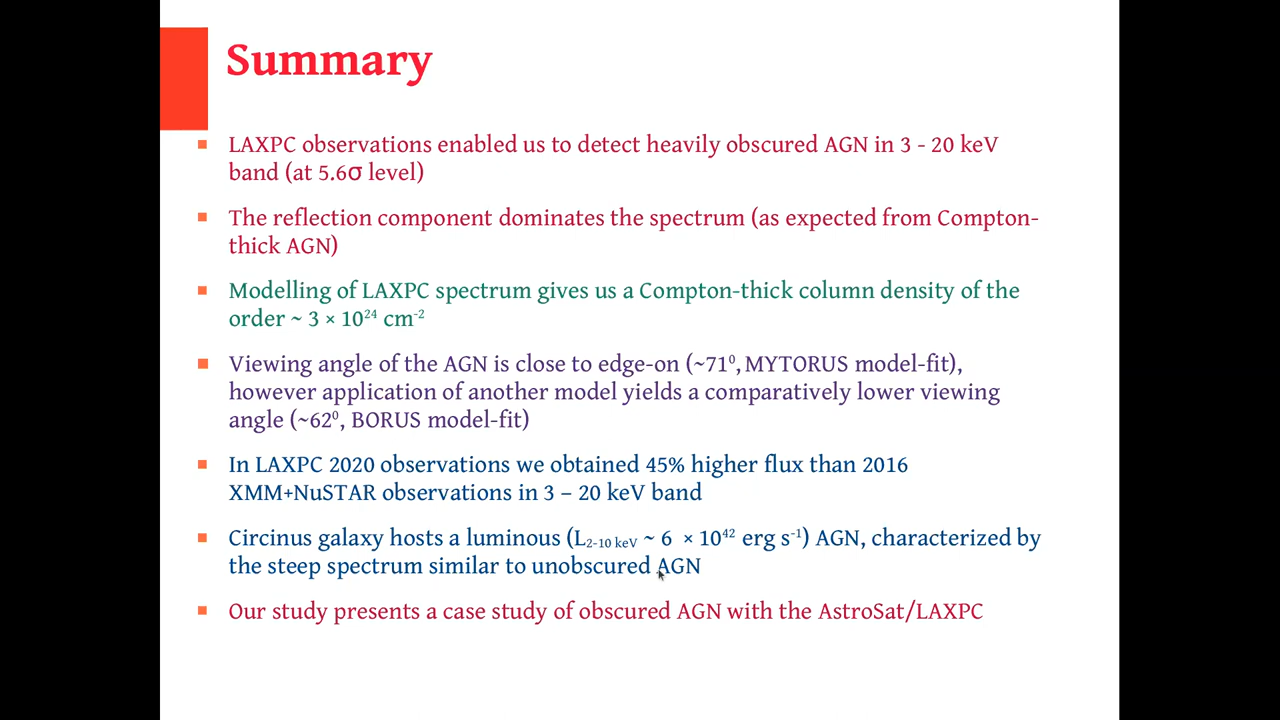 Summary
LAXPC observations enabled us to detect heavily obscured AGN in 3 - 20 keV
band (at 5.6σ level)
The reflection component dominates the spectrum (as expected from Compton-
thick AGN)
Modelling of LAXPC spectrum gives us a Compton-thick column density of the
order ~ 3 × 10²⁴ cm⁻²
Viewing angle of the AGN is close to edge-on (~71⁰, MYTORUS model-fit),
however application of another model yields a comparatively lower viewing
angle (~62⁰, BORUS model-fit)
In LAXPC 2020 observations we obtained 45% higher flux than 2016
XMM+NuSTAR observations in 3 – 20 keV band
Circinus galaxy hosts a luminous (L2-10 keV ~ 6 × 10⁴² erg s⁻¹) AGN, characterized by
the steep spectrum similar to unobscured AGN
Our study presents a case study of obscured AGN with the AstroSat/LAXPC